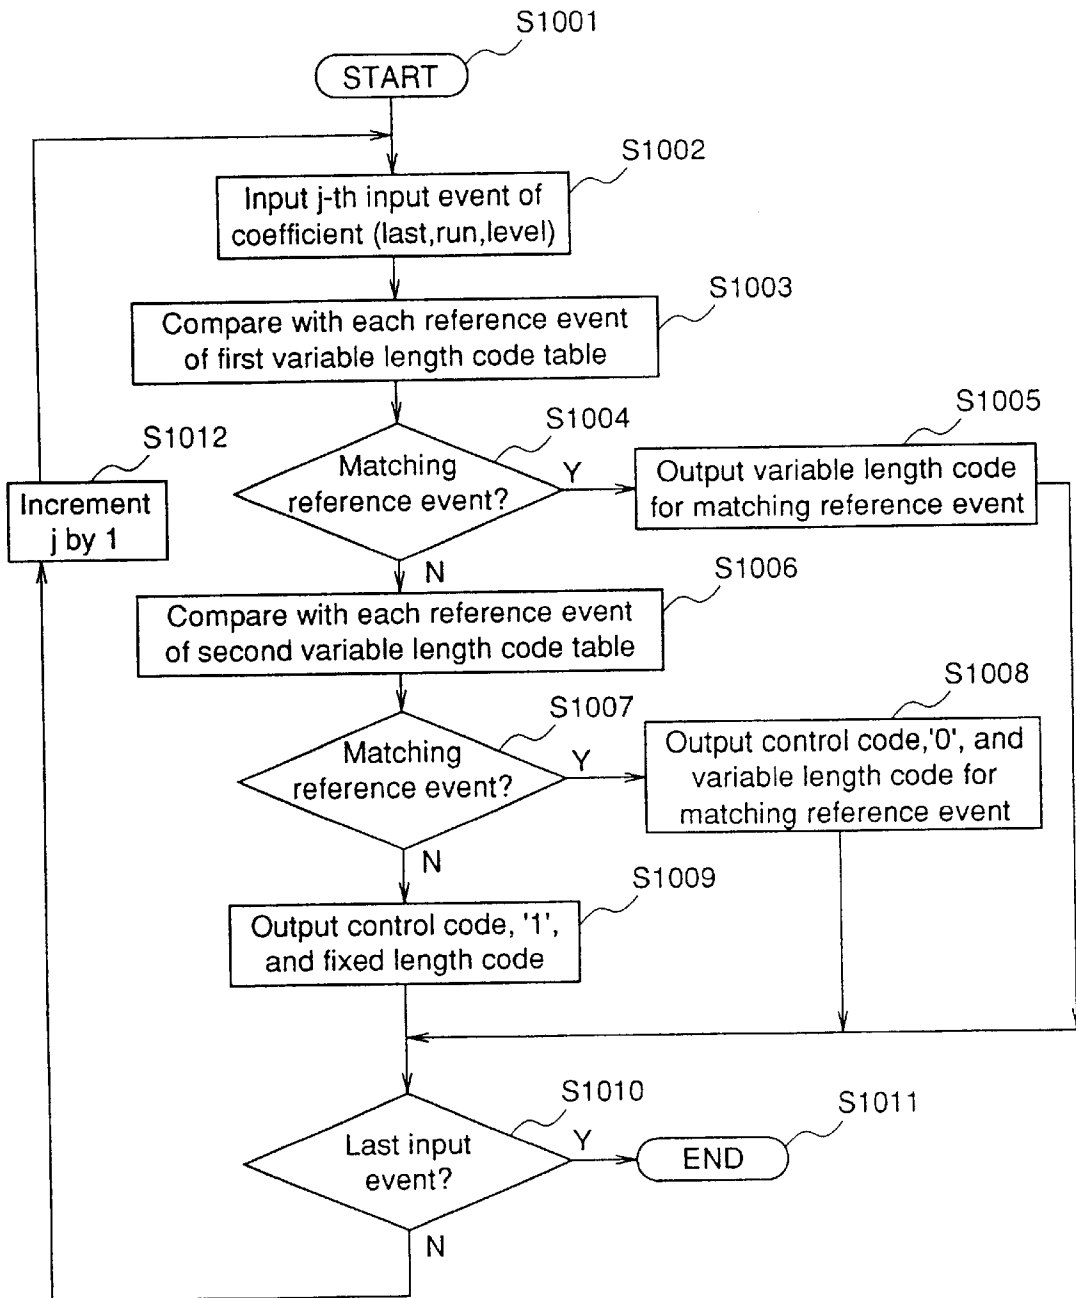 S1001
START
S1002
Input j-th input event of
coefficient (last,run,level)
S1003
Compare with each reference event
of first variable length code table
S1004
Matching
reference event?
Y
N
S1005
Output variable length code
for matching reference event
S1012
Increment
j by 1
S1006
Compare with each reference event
of second variable length code table
S1007
Matching
reference event?
Y
N
S1008
Output control code,'0', and
variable length code for
matching reference event
S1009
Output control code, '1',
and fixed length code
S1010
Last input
event?
Y
N
S1011
END